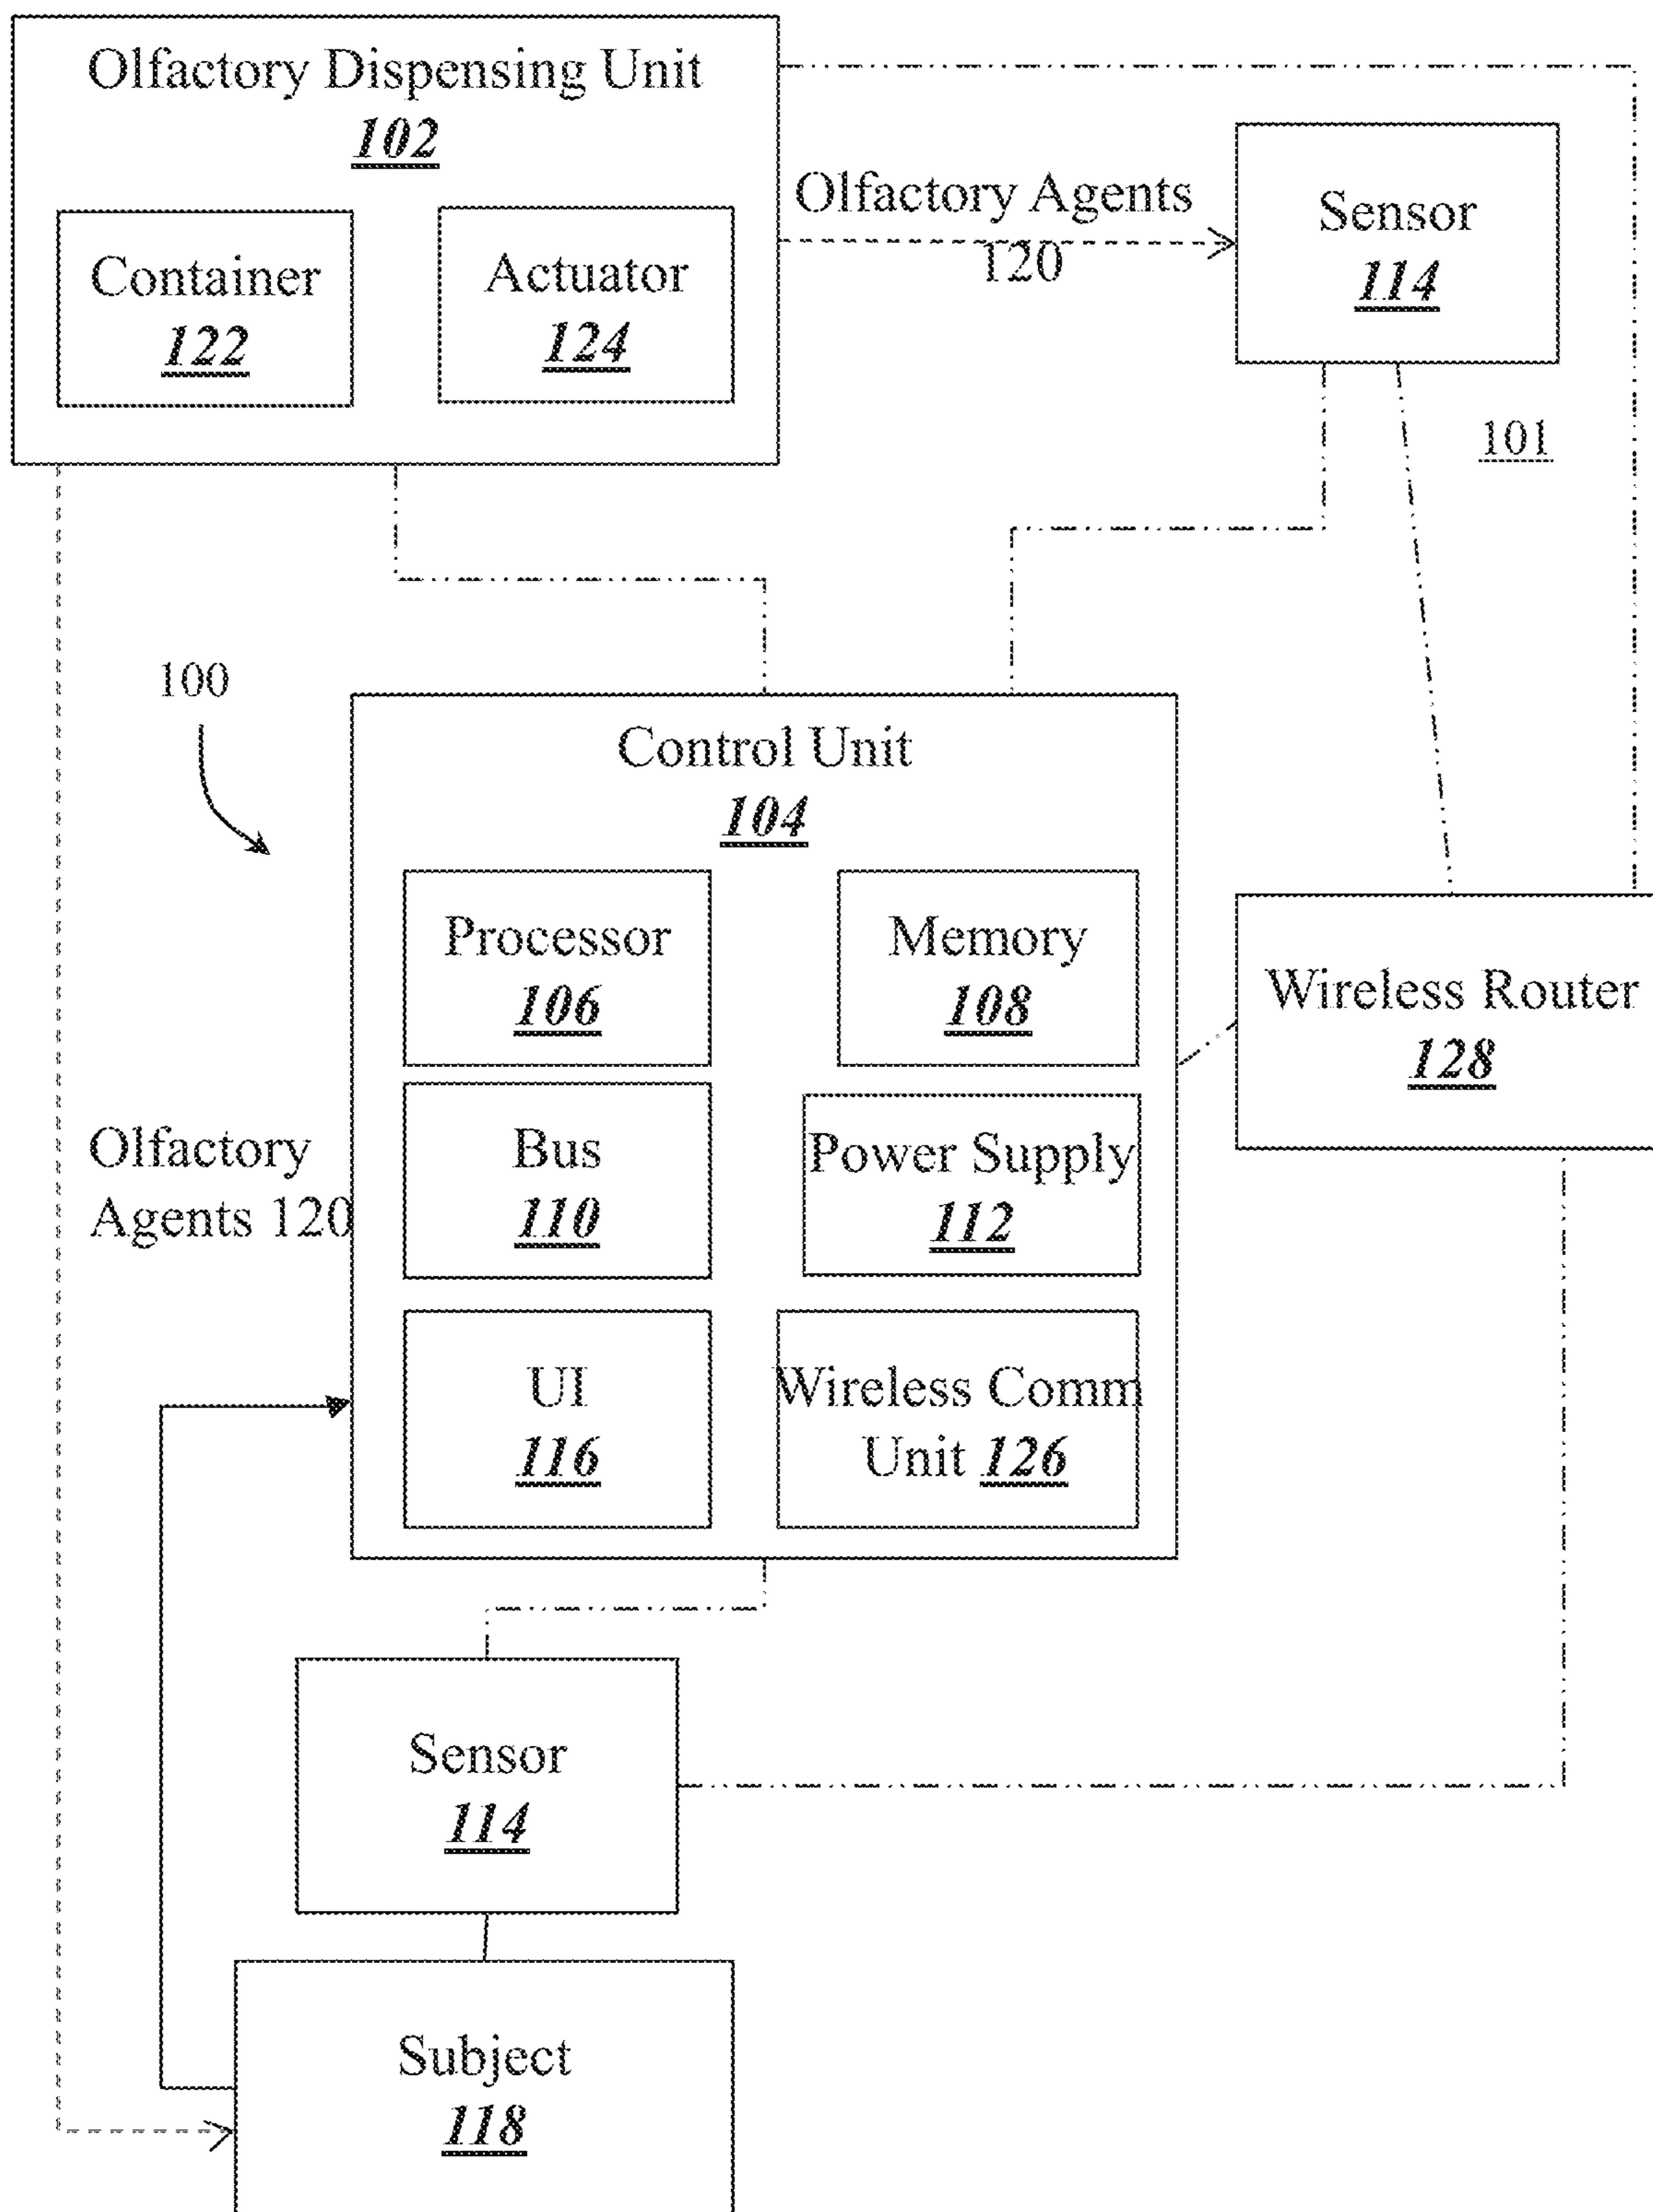 Olfactory Dispensing Unit
102
Container
122
Actuator
124
Olfactory Agents
120
Sensor
114
101
100
Control Unit
104
Processor
106
Memory
108
Bus
110
Power Supply
112
UI
116
Wireless Comm
Unit 126
Wireless Router
128
Olfactory
Agents 120
Sensor
114
Subject
118